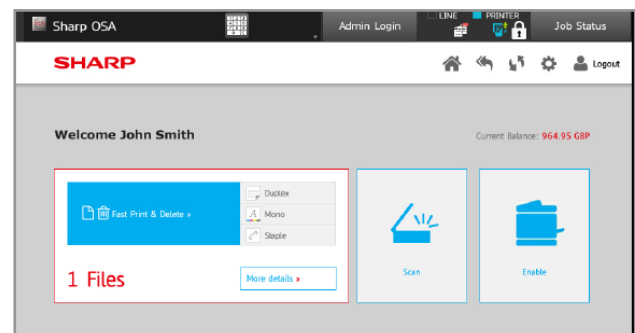 Sharp OSA
Admin Login
LINE
PRINTER
Job Status
SHARP
Logout
Welcome John Smith
Current Balance: 964.95 GBP
Fast Print & Delete »
Duplex
A Mono
Staple
1 Files
More details »
Scan
Enable